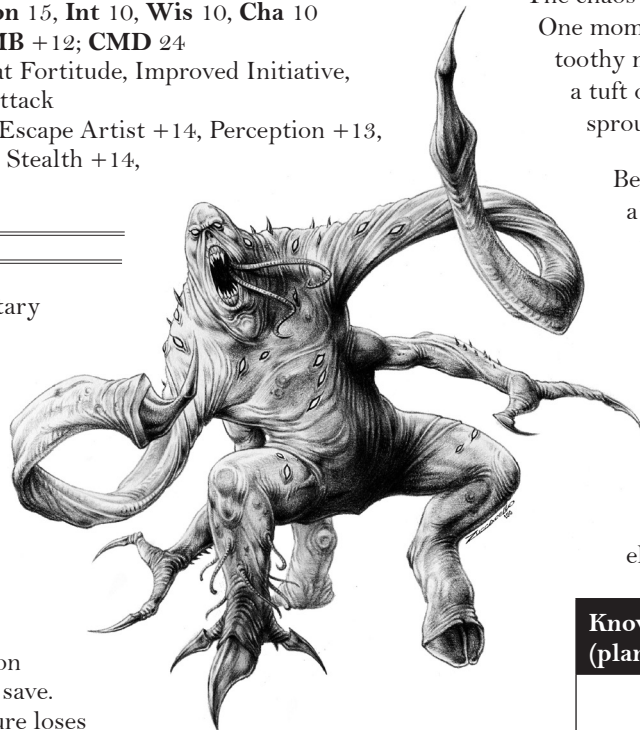 on 15, Int 10, Wis 10, Cha 10
MB +12; CMD 24
at Fortitude, Improved Initiative,
ttack
Escape Artist +14, Perception +13,
Stealth +14,
tary
on
save.
ure loses
One mom
toothy m
a tuft o
sprou
Be
a
el
Know
(plan